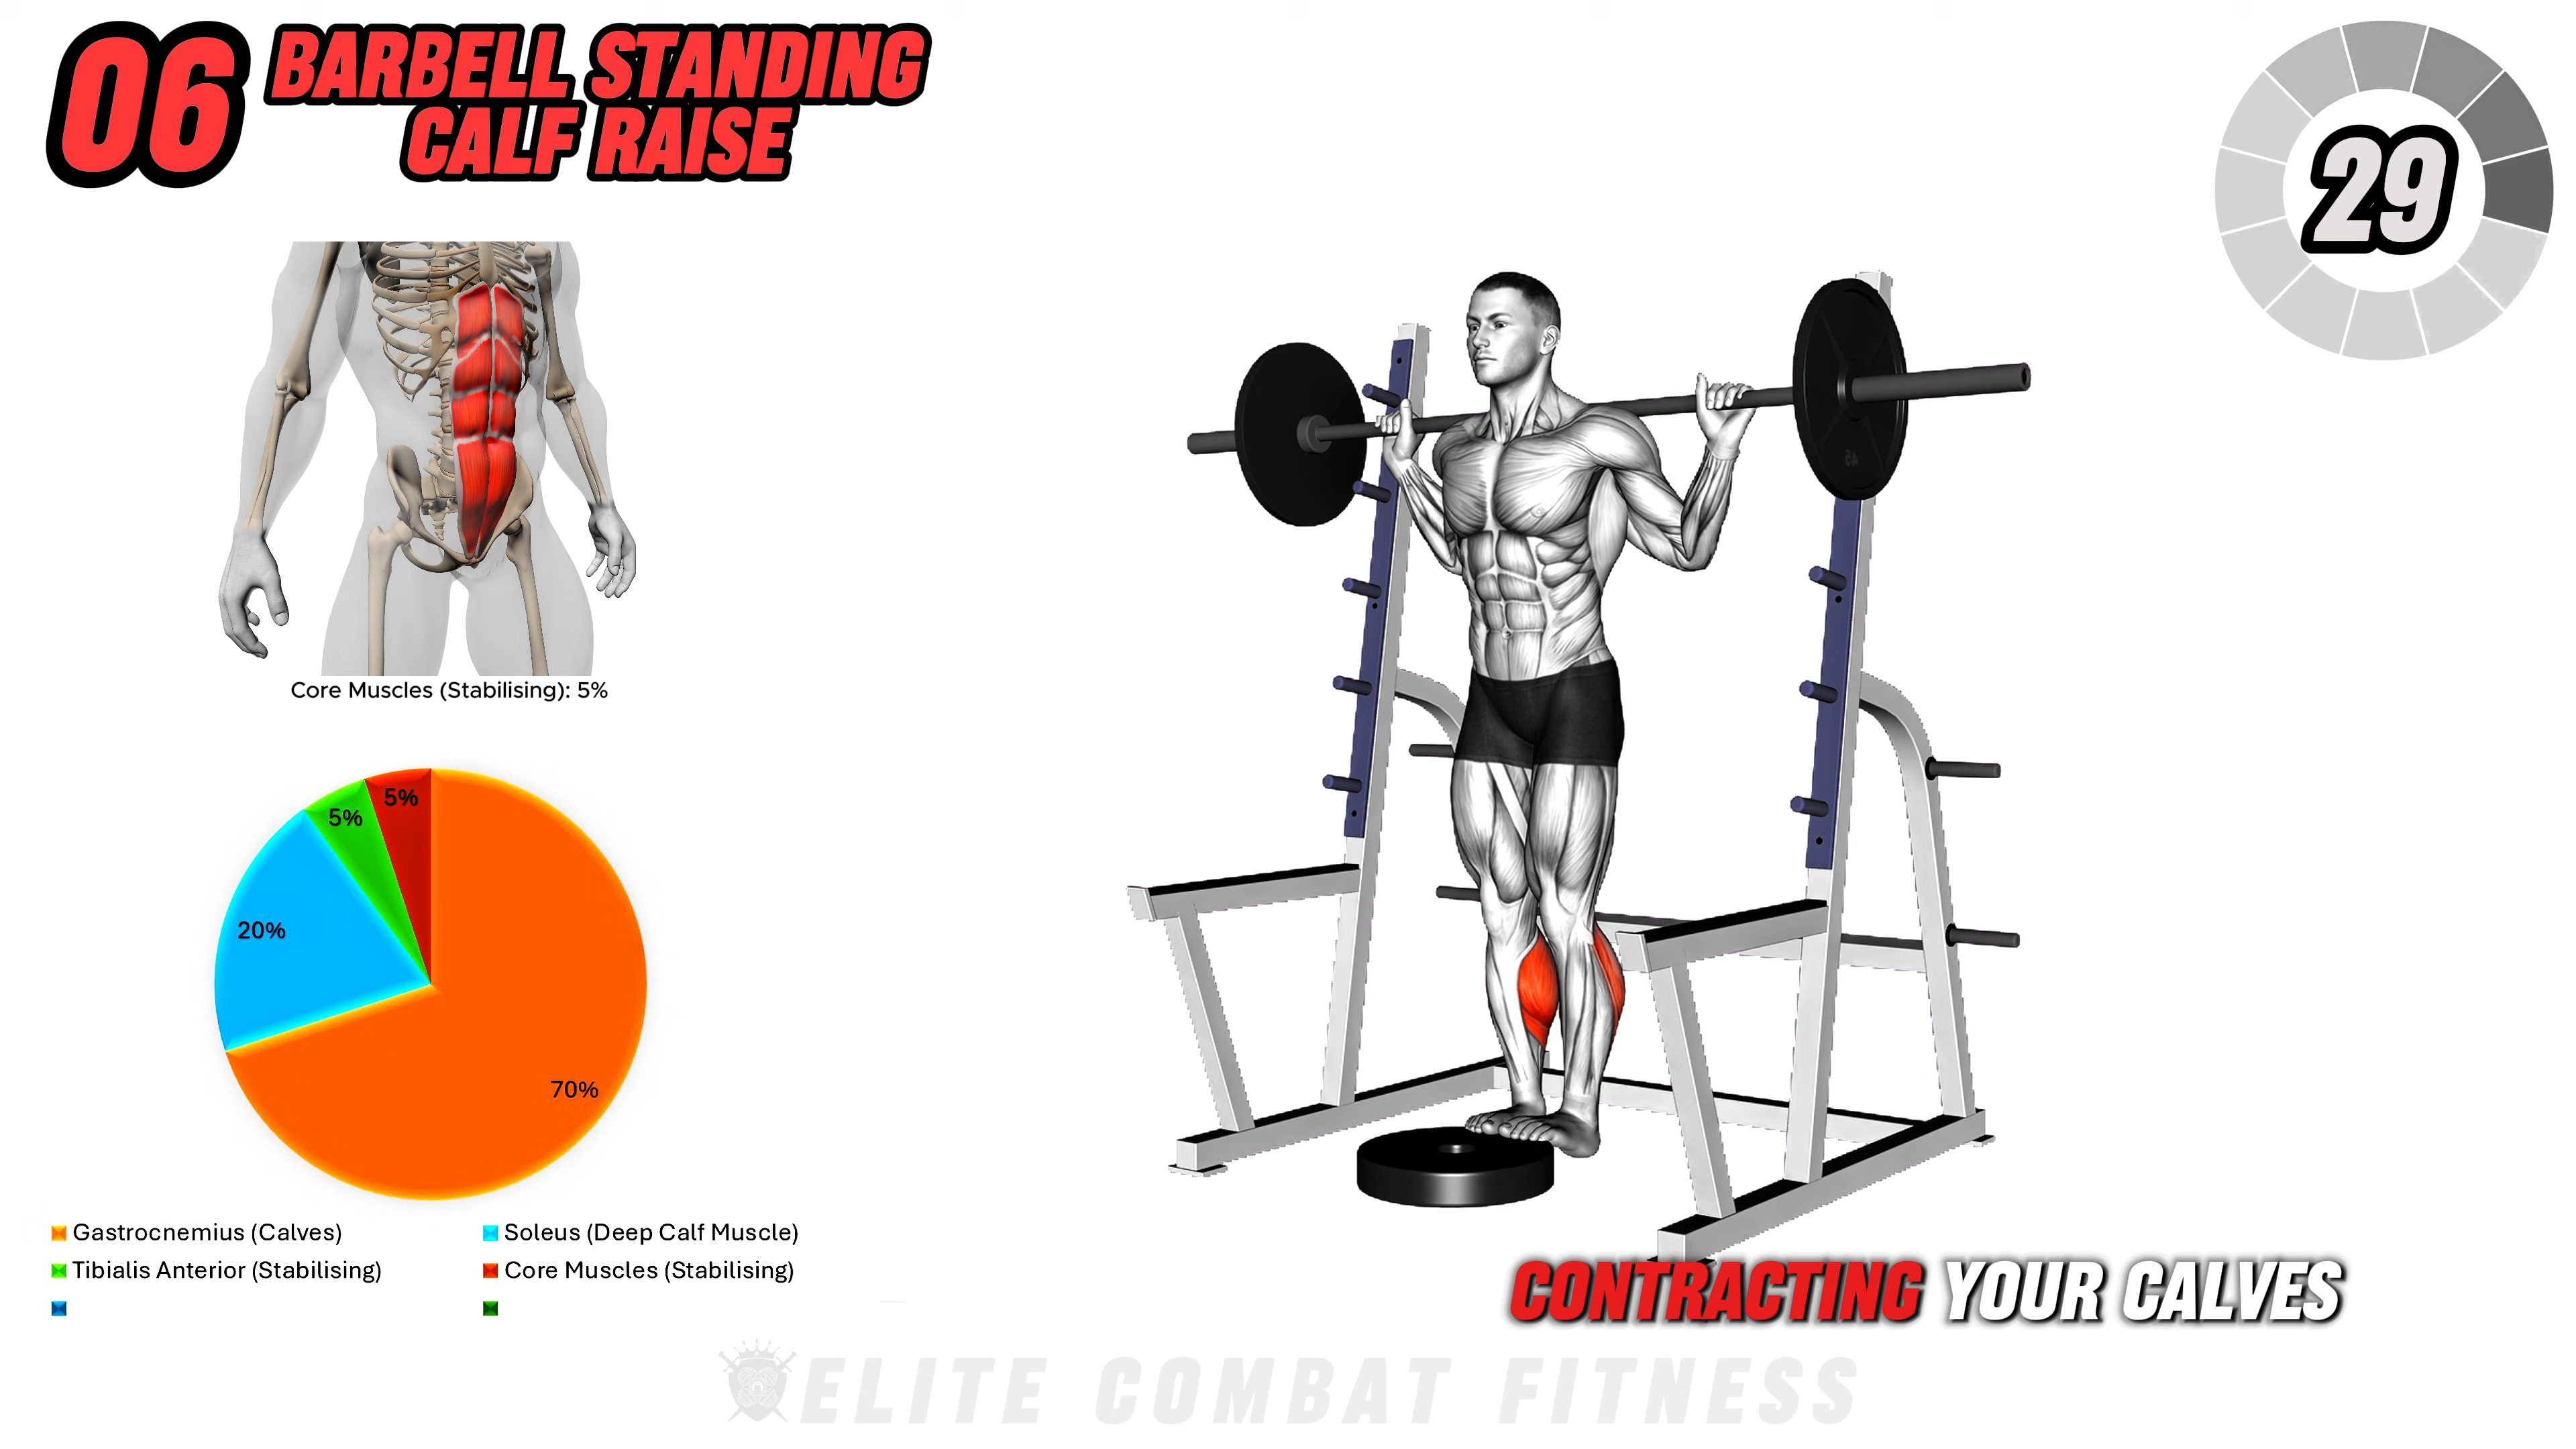 06
BARBELL STANDING
CALF RAISE
29
Core Muscles (Stabilising): 5%
5%
5%
20%
70%
Gastrocnemius (Calves)
Soleus (Deep Calf Muscle)
Tibialis Anterior (Stabilising)
Core Muscles (Stabilising)
CONTRACTING YOUR CALVES
ELITE COMBAT FITNESS